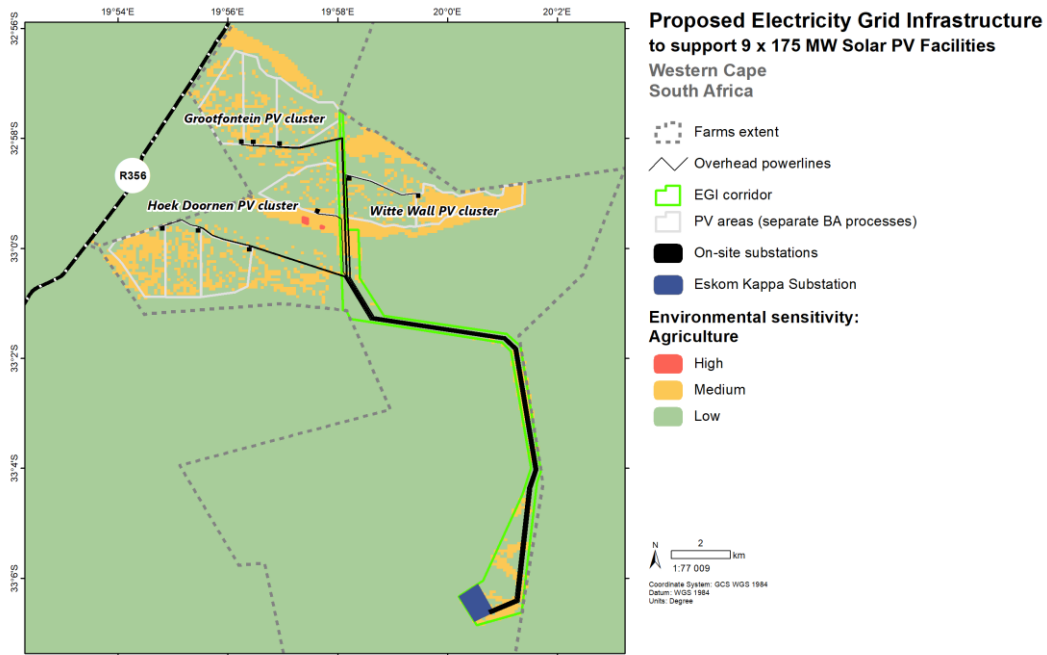 19°54'E 19°56'E 19°58'E 20°0'E 20°2'E
32°56'S
32°58'S
33°0'S
33°2'S
33°4'S
33°6'S
R356
Grootfontein PV cluster
Hoek Doornen PV cluster
Witte Wall PV cluster
Proposed Electricity Grid Infrastructure
to support 9 x 175 MW Solar PV Facilities
Western Cape
South Africa
Farms extent
Overhead powerlines
EGI corridor
PV areas (separate BA processes)
On-site substations
Eskom Kappa Substation
Environmental sensitivity:
Agriculture
High
Medium
Low
N
2
km
1:77 009
Coordinate System: GCS WGS 1984
Datum: WGS 1984
Units: Degree